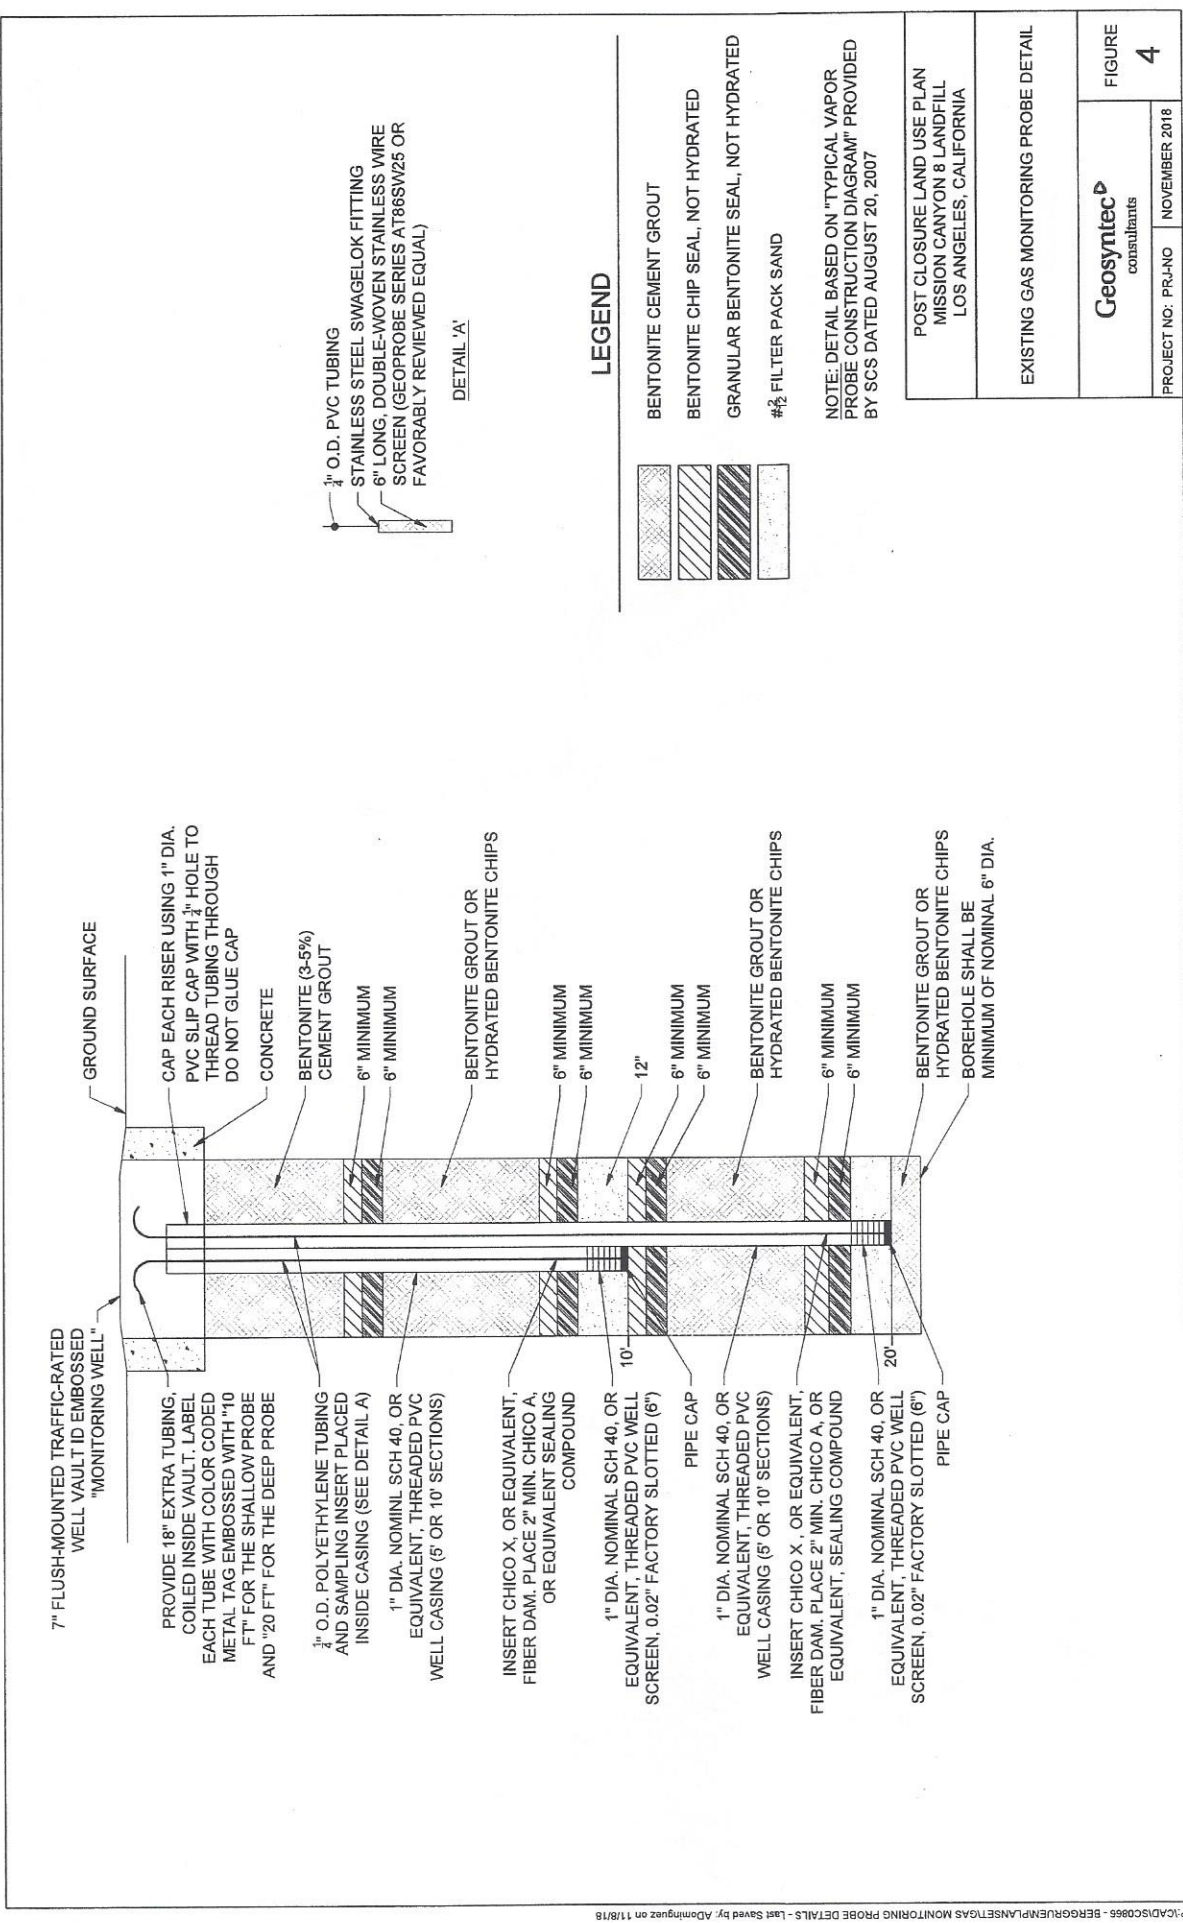 7" FLUSH-MOUNTED TRAFFIC-RATED
WELL VAULT ID EMBOSSED
"MONITORING WELL"
PROVIDE 18" EXTRA TUBING,
COILED INSIDE VAULT. LABEL
EACH TUBE WITH COLOR CODED
METAL TAG EMBOSSED WITH "10
FT" FOR THE SHALLOW PROBE
AND "20 FT" FOR THE DEEP PROBE
1/4" O.D. POLYETHYLENE TUBING
AND SAMPLING INSERT PLACED
INSIDE CASING (SEE DETAIL A)
1" DIA. NOMINL SCH 40, OR
EQUIVALENT, THREADED PVC
WELL CASING (5' OR 10' SECTIONS)
INSERT CHICO X, OR EQUIVALENT,
FIBER DAM. PLACE 2" MIN. CHICO A,
OR EQUIVALENT SEALING
COMPOUND
1" DIA. NOMINAL SCH 40, OR
EQUIVALENT, THREADED PVC WELL
SCREEN, 0.02" FACTORY SLOTTED (6")
PIPE CAP
1" DIA. NOMINAL SCH 40, OR
EQUIVALENT, THREADED PVC
WELL CASING (5' OR 10' SECTIONS)
INSERT CHICO X , OR EQUIVALENT,
FIBER DAM. PLACE 2" MIN. CHICO A, OR
EQUIVALENT, SEALING COMPOUND
1" DIA. NOMINAL SCH 40, OR
EQUIVALENT, THREADED PVC WELL
SCREEN, 0.02" FACTORY SLOTTED (6")
PIPE CAP
10'
20'
GROUND SURFACE
CAP EACH RISER USING 1" DIA.
PVC SLIP CAP WITH 1/4" HOLE TO
THREAD TUBING THROUGH
DO NOT GLUE CAP
CONCRETE
BENTONITE (3-5%)
CEMENT GROUT
6" MINIMUM
6" MINIMUM
BENTONITE GROUT OR
HYDRATED BENTONITE CHIPS
6" MINIMUM
6" MINIMUM
12"
6" MINIMUM
6" MINIMUM
BENTONITE GROUT OR
HYDRATED BENTONITE CHIPS
6" MINIMUM
6" MINIMUM
BENTONITE GROUT OR
HYDRATED BENTONITE CHIPS
BOREHOLE SHALL BE
MINIMUM OF NOMINAL 6" DIA.
1/4" O.D. PVC TUBING
STAINLESS STEEL SWAGELOK FITTING
6" LONG, DOUBLE-WOVEN STAINLESS WIRE
SCREEN (GEOPROBE SERIES AT86SW25 OR
FAVORABLY REVIEWED EQUAL)
DETAIL 'A'
LEGEND
BENTONITE CEMENT GROUT
BENTONITE CHIP SEAL, NOT HYDRATED
GRANULAR BENTONITE SEAL, NOT HYDRATED
#2/12 FILTER PACK SAND
NOTE: DETAIL BASED ON "TYPICAL VAPOR
PROBE CONSTRUCTION DIAGRAM" PROVIDED
BY SCS DATED AUGUST 20, 2007
POST CLOSURE LAND USE PLAN
MISSION CANYON 8 LANDFILL
LOS ANGELES, CALIFORNIA
EXISTING GAS MONITORING PROBE DETAIL
Geosyntec
consultants
FIGURE
4
PROJECT NO: PRJ-NO
NOVEMBER 2018
P:\CAD\SC0866 - BERGGRUEN\PLANSET\GAS MONITORING PROBE DETAILS - Last Saved by: ADominguez on 11/8/18